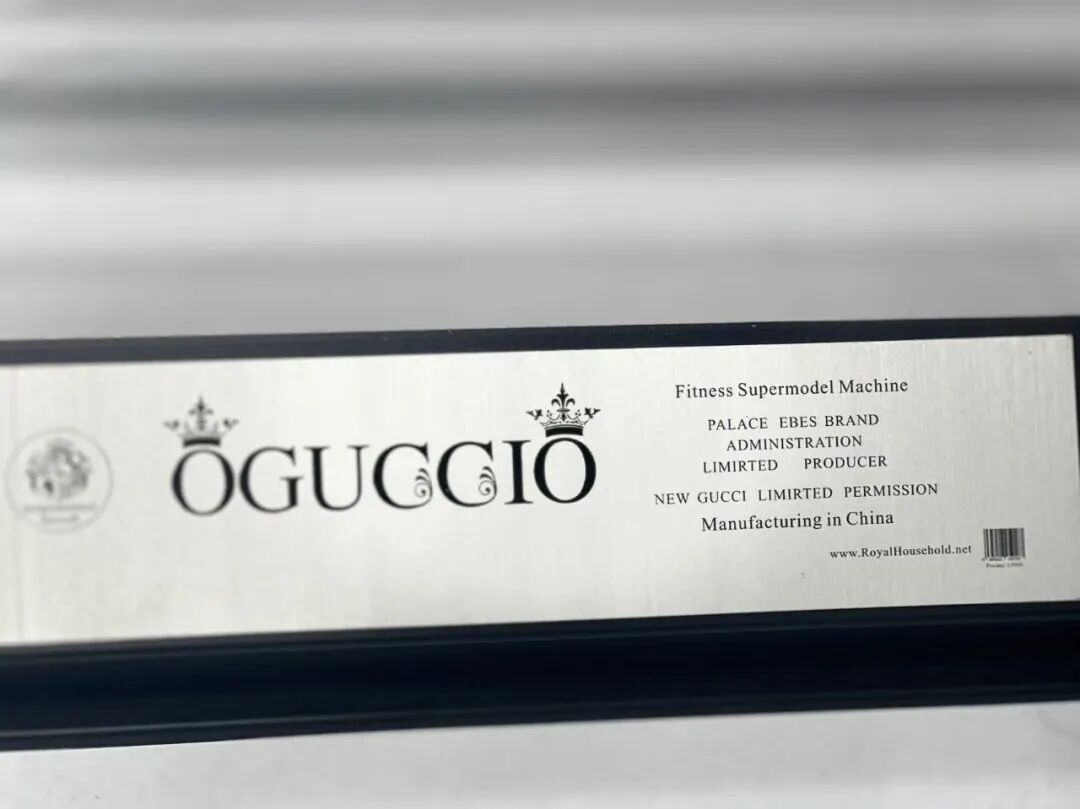 OGUCCIO
Fitness Supermodel Machine
PALACE EBES BRAND
ADMINISTRATION
LIMIRTED PRODUCER
NEW GUCCI LIMIRTED PERMISSION
Manufacturing in China
www.RoyalHousehold.net